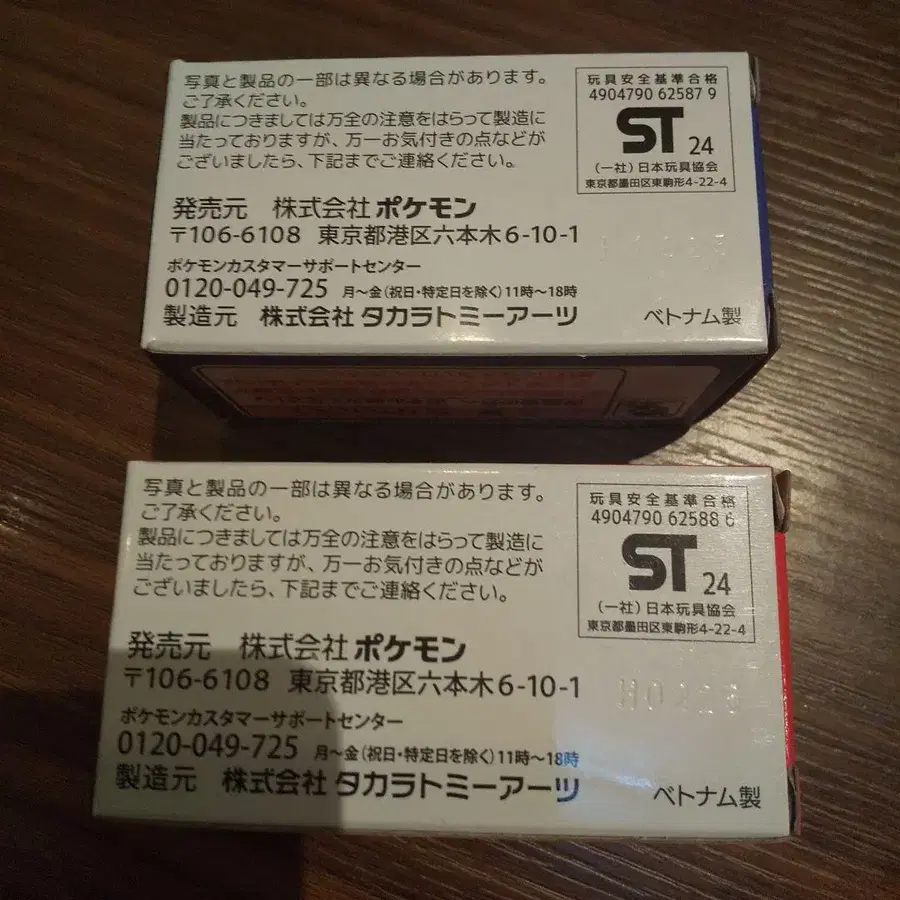 写真と製品の一部は異なる場合があります。
ご了承ください。
製品につきましては万全の注意をはらって製造に
当たっておりますが、万一お気付きの点などが
ございましたら、下記までご連絡ください。
発売元 株式会社 ポケモン
〒106-6108 東京都港区六本木6-10-1
ポケモンカスタマーサポートセンター
0120-049-725 月～金(祝日・特定日を除く)11時～18時
製造元 株式会社 タカラトミーアーツ
玩具安全基準合格
4904790 62587 9
ST 24
(一社)日本玩具協会
東京都墨田区東駒形4-22-4
ベトナム製
写真と製品の一部は異なる場合があります。
ご了承ください。
製品につきましては万全の注意をはらって製造に
当たっておりますが、万一お気付きの点などが
ございましたら、下記までご連絡ください。
発売元 株式会社 ポケモン
〒106-6108 東京都港区六本木6-10-1
ポケモンカスタマーサポートセンター
0120-049-725 月～金(祝日・特定日を除く)11時～18時
製造元 株式会社 タカラトミーアーツ
玩具安全基準合格
4904790 62588 6
ST 24
(一社)日本玩具協会
東京都墨田区東駒形4-22-4
ベトナム製